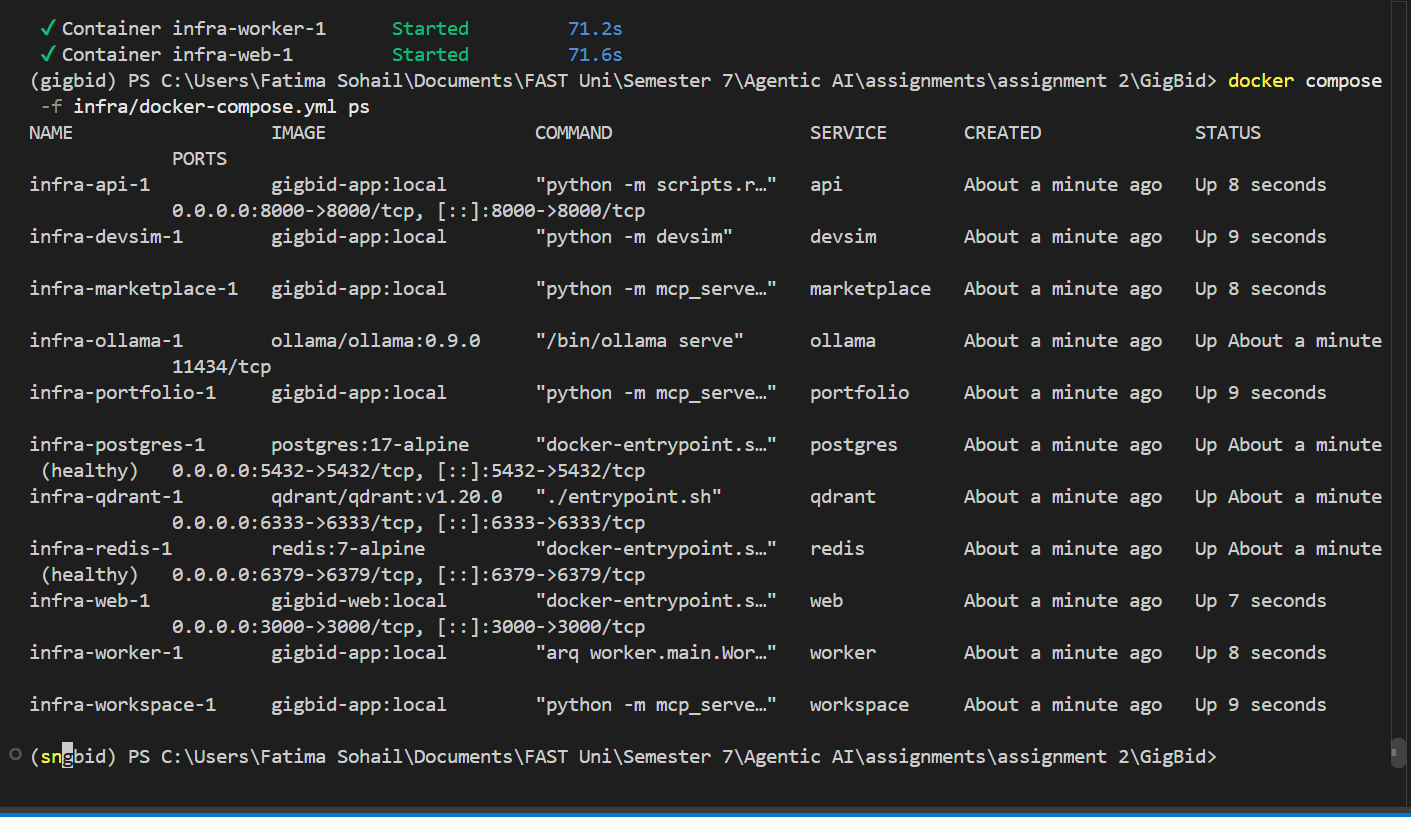 ✓ Container infra-worker-1 Started 71.2s
✓ Container infra-web-1 Started 71.6s
(gigbid) PS C:\Users\Fatima Sohail\Documents\FAST Uni\Semester 7\Agentic AI\assignments\assignment 2\GigBid> docker compose
-f infra/docker-compose.yml ps
NAME IMAGE COMMAND SERVICE CREATED STATUS
PORTS
infra-api-1 gigbid-app:local "python -m scripts.r…" api About a minute ago Up 8 seconds
0.0.0.0:8000->8000/tcp, [::]:8000->8000/tcp
infra-devsim-1 gigbid-app:local "python -m devsim" devsim About a minute ago Up 9 seconds
infra-marketplace-1 gigbid-app:local "python -m mcp_serve…" marketplace About a minute ago Up 8 seconds
infra-ollama-1 ollama/ollama:0.9.0 "/bin/ollama serve" ollama About a minute ago Up About a minute
11434/tcp
infra-portfolio-1 gigbid-app:local "python -m mcp_serve…" portfolio About a minute ago Up 9 seconds
infra-postgres-1 postgres:17-alpine "docker-entrypoint.s…" postgres About a minute ago Up About a minute
(healthy) 0.0.0.0:5432->5432/tcp, [::]:5432->5432/tcp
infra-qdrant-1 qdrant/qdrant:v1.20.0 "./entrypoint.sh" qdrant About a minute ago Up About a minute
0.0.0.0:6333->6333/tcp, [::]:6333->6333/tcp
infra-redis-1 redis:7-alpine "docker-entrypoint.s…" redis About a minute ago Up About a minute
(healthy) 0.0.0.0:6379->6379/tcp, [::]:6379->6379/tcp
infra-web-1 gigbid-web:local "docker-entrypoint.s…" web About a minute ago Up 7 seconds
0.0.0.0:3000->3000/tcp, [::]:3000->3000/tcp
infra-worker-1 gigbid-app:local "arq worker.main.Wor…" worker About a minute ago Up 8 seconds
infra-workspace-1 gigbid-app:local "python -m mcp_serve…" workspace About a minute ago Up 9 seconds
(sngbid) PS C:\Users\Fatima Sohail\Documents\FAST Uni\Semester 7\Agentic AI\assignments\assignment 2\GigBid>